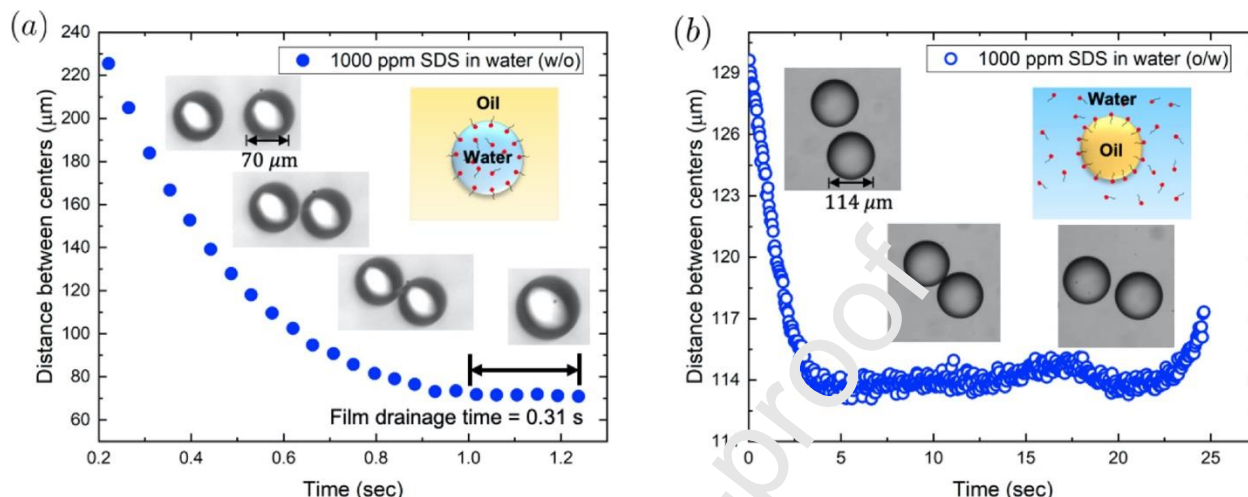 (a)
240
220
200
180
160
140
120
100
80
60
0.2
0.4
0.6
0.8
1.0
1.2
Distance between centers (μm)
Time (sec)
1000 ppm SDS in water (w/o)
70 μm
Oil
Water
Film drainage time = 0.31 s
(b)
129
126
123
120
117
114
0
5
10
15
20
25
Distance between centers (μm)
Time (sec)
1000 ppm SDS in water (o/w)
114 μm
Water
Oil
proof